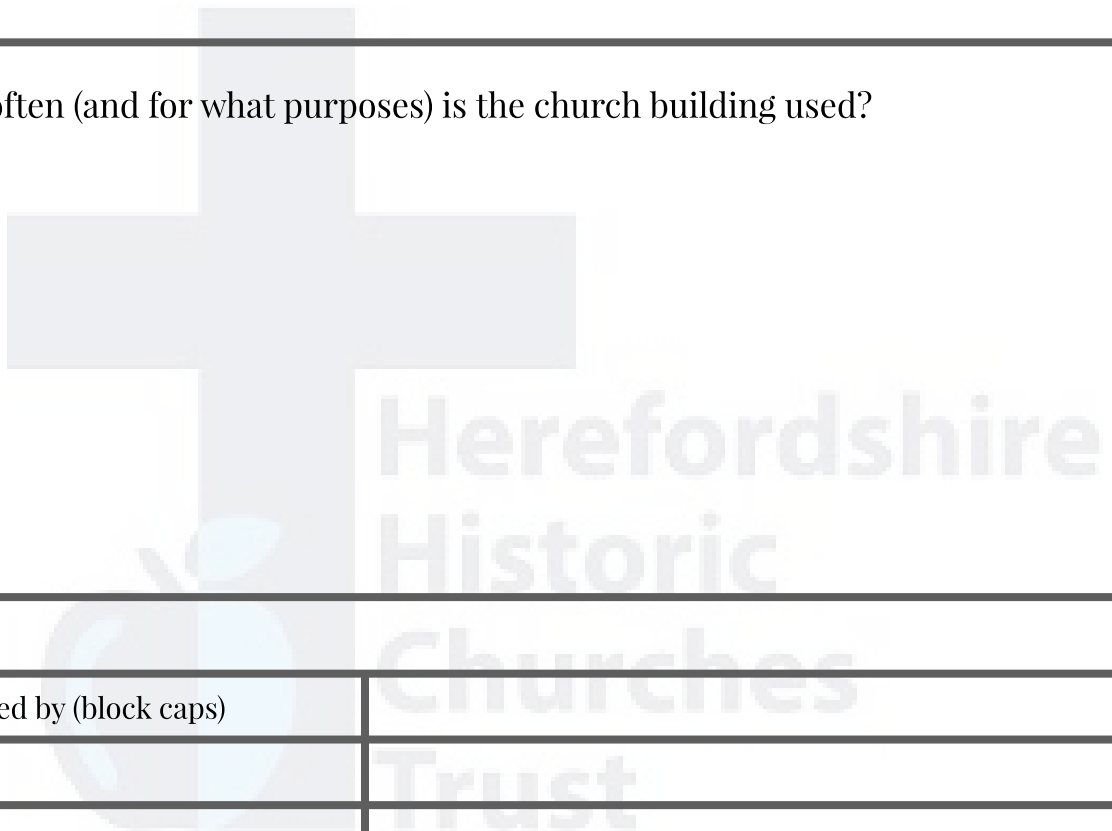 often (and for what purposes) is the church building used?
Herefordshire
Historic
Churches
ed by (block caps)
Trust